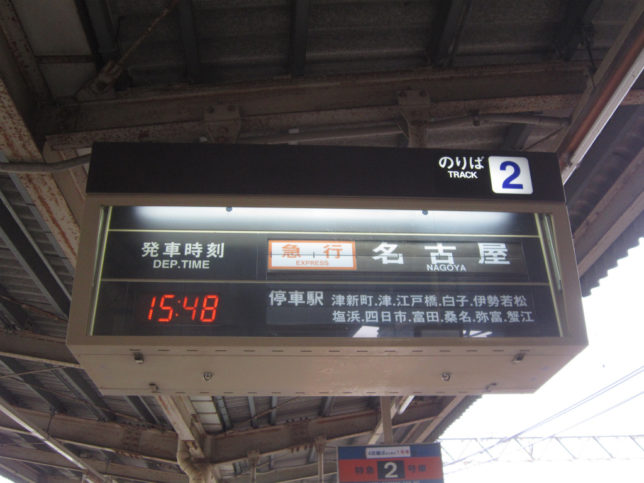 のりば 2
TRACK
発車時刻 急行 名古屋
DEP.TIME EXPRESS NAGOYA
15:48 停車駅 津新町.津.江戸橋.白子.伊勢若松
塩浜.四日市.富田.桑名.弥富.蟹江
特急 2 号車